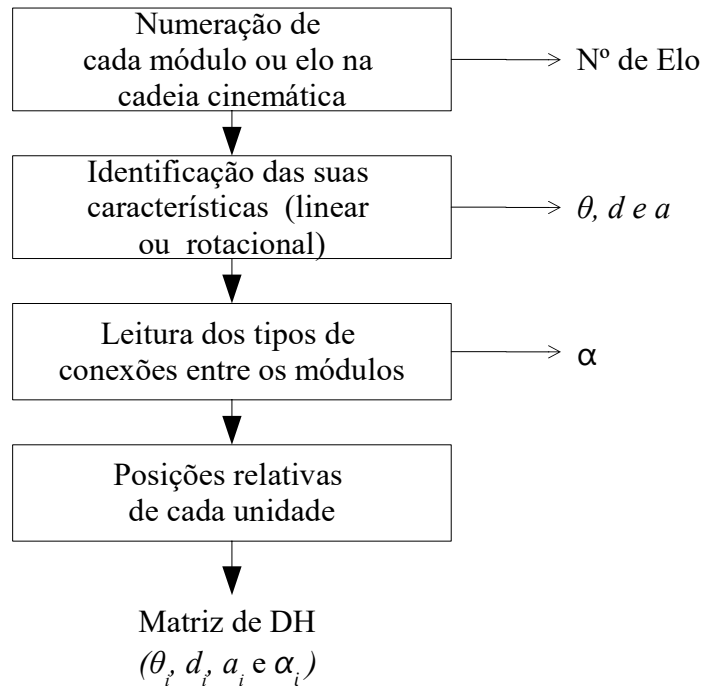 Numeração de
cada módulo ou elo na
cadeia cinemática
Nº de Elo
Identificação das suas
características (linear
ou rotacional)
θ, d e a
Leitura dos tipos de
conexões entre os módulos
α
Posições relativas
de cada unidade
Matriz de DH
(θi, di, ai e αi)